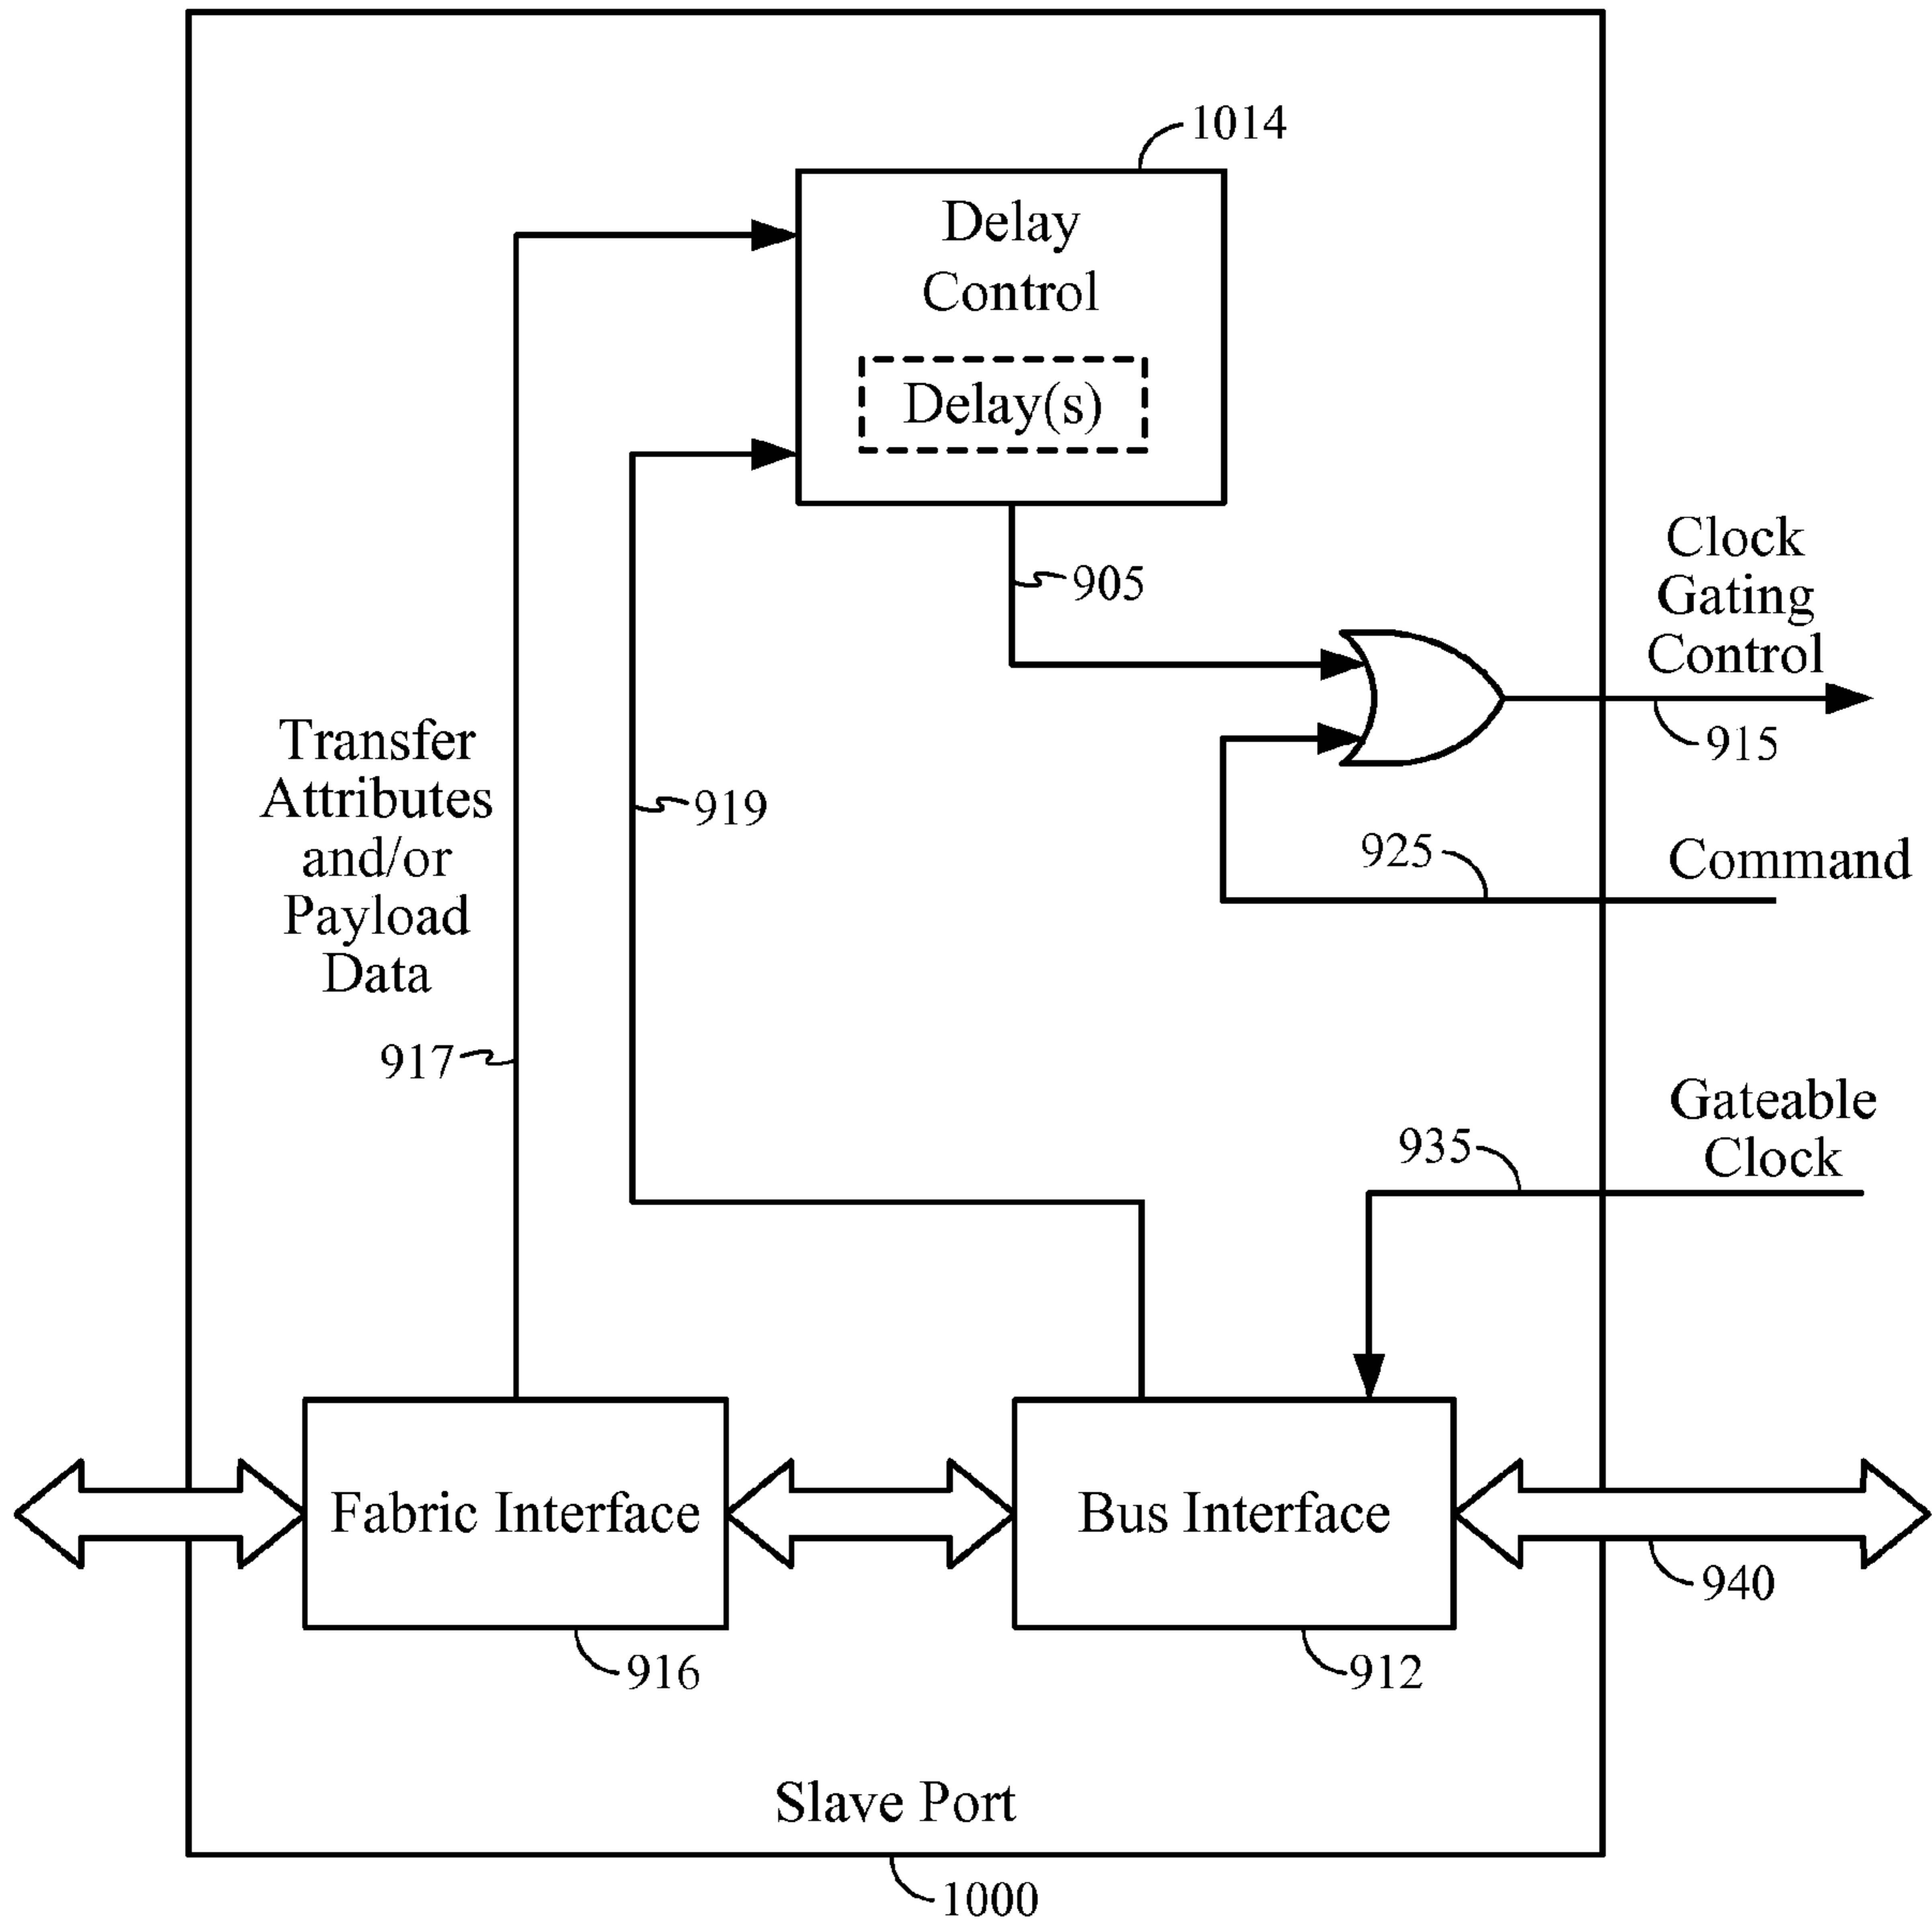 1014
Delay
Control
Delay(s)
905
Clock
Gating
Control
915
Transfer
Attributes
and/or
Payload
Data
919
925
Command
917
Gateable
Clock
935
Fabric Interface
Bus Interface
940
916
912
Slave Port
1000